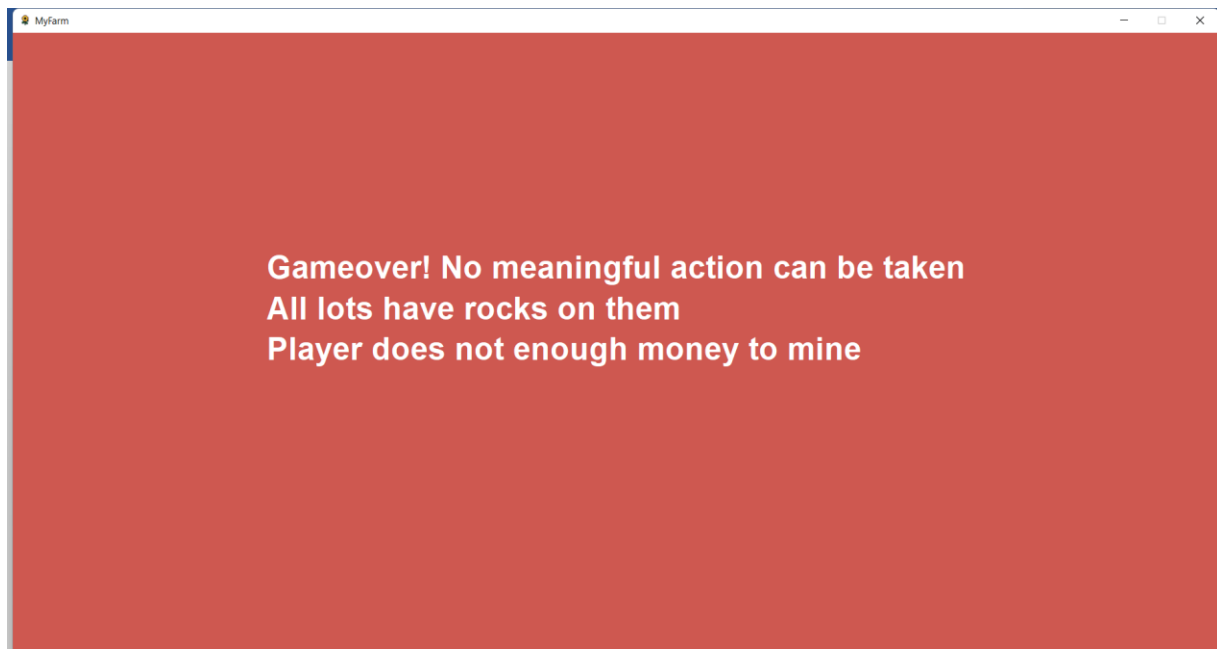 MyFarm
Gameover! No meaningful action can be taken
All lots have rocks on them
Player does not enough money to mine